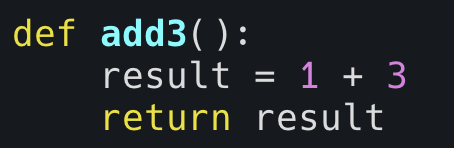 def add3():
    result = 1 + 3
    return result